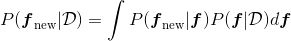 P(f_new|𝒟) = ∫ P(f_new|f)P(f|𝒟)df